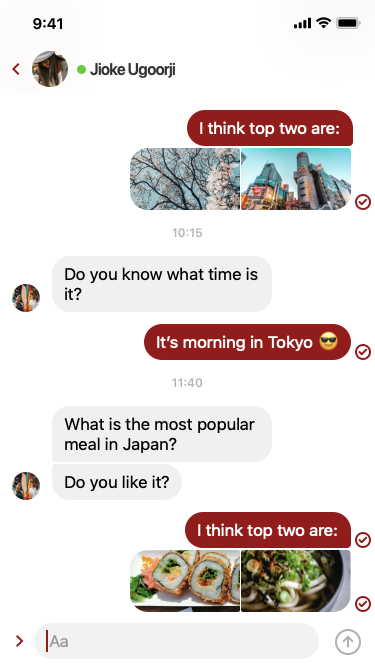 9:41
Jioke Ugoorji
I think top two are:
10:15
Do you know what time is
it?
It’s morning in Tokyo 😎
11:40
What is the most popular
meal in Japan?
Do you like it?
I think top two are:
Aa